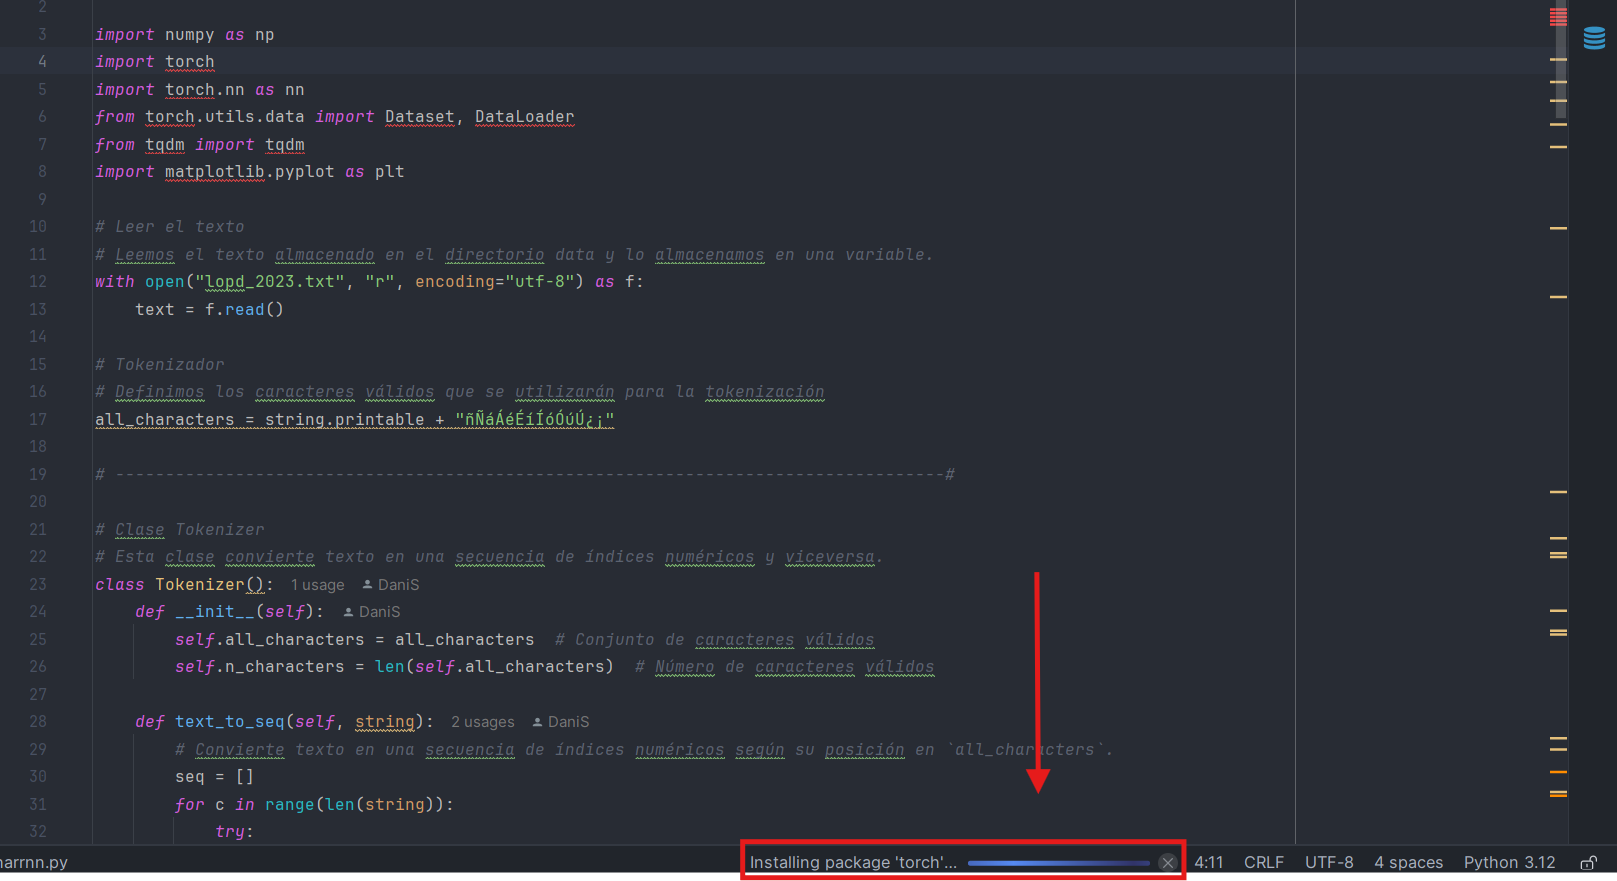 2
3 import numpy as np
4 import torch
5 import torch.nn as nn
6 from torch.utils.data import Dataset, DataLoader
7 from tqdm import tqdm
8 import matplotlib.pyplot as plt
9
10 # Leer el texto
11 # Leemos el texto almacenado en el directorio data y lo almacenamos en una variable.
12 with open("lopd_2023.txt", "r", encoding="utf-8") as f:
13 text = f.read()
14
15 # Tokenizador
16 # Definimos los caracteres válidos que se utilizarán para la tokenización
17 all_characters = string.printable + "ñÑáÁéÉíÍóÓúÚ¿¡"
18
19 # -----------------------------------------------------------------------------------#
20
21 # Clase Tokenizer
22 # Esta clase convierte texto en una secuencia de índices numéricos y viceversa.
23 class Tokenizer(): 1 usage DaniS
24 def __init__(self): DaniS
25 self.all_characters = all_characters # Conjunto de caracteres válidos
26 self.n_characters = len(self.all_characters) # Número de caracteres válidos
27
28 def text_to_seq(self, string): 2 usages DaniS
29 # Convierte texto en una secuencia de índices numéricos según su posición en `all_characters`.
30 seq = []
31 for c in range(len(string)):
32 try:
arrnn.py Installing package 'torch'... 4:11 CRLF UTF-8 4 spaces Python 3.12